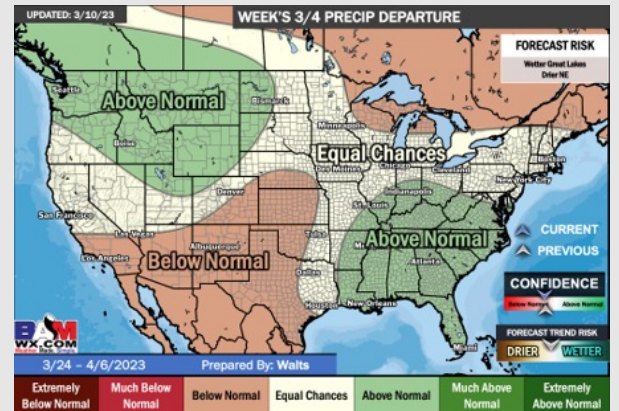 UPDATED: 3/10/23
WEEK'S 3/4 PRECIP DEPARTURE
FORECAST RISK
Wetter Great Lakes
Drier NE
Seattle
Above Normal
Bismarck
Minneapolis
Boise
Equal Chances
Boston
Des Moines
Chicago
Cleveland
New York City
Denver
Indianapolis
San Francisco
St. Louis
Las Vegas
CURRENT
Tulsa
Above Normal
Albuquerque
PREVIOUS
Los Angeles
Below Normal
Atlanta
Dallas
CONFIDENCE
Below Normal
Above Normal
Houston
New Orleans
BAM
WX.COM
FORECAST TREND RISK
DRIER
WETTER
Miami
3/24 – 4/6/2023
Prepared By: Walts
Extremely
Below Normal
Much Below
Normal
Below Normal
Equal Chances
Above Normal
Much Above
Normal
Extremely
Above Normal